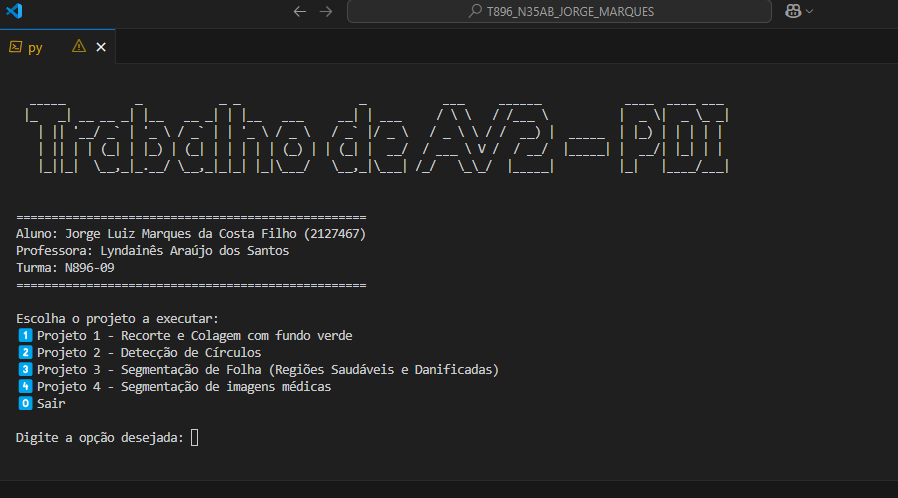 T896_N35AB_JORGE_MARQUES
py
Trabalho de AV2 - PDI
==================================================
Aluno: Jorge Luiz Marques da Costa Filho (2127467)
Professora: Lyndainês Araújo dos Santos
Turma: N896-09
==================================================
Escolha o projeto a executar:
1 Projeto 1 - Recorte e Colagem com fundo verde
2 Projeto 2 - Detecção de Círculos
3 Projeto 3 - Segmentação de Folha (Regiões Saudáveis e Danificadas)
4 Projeto 4 - Segmentação de imagens médicas
0 Sair
Digite a opção desejada: